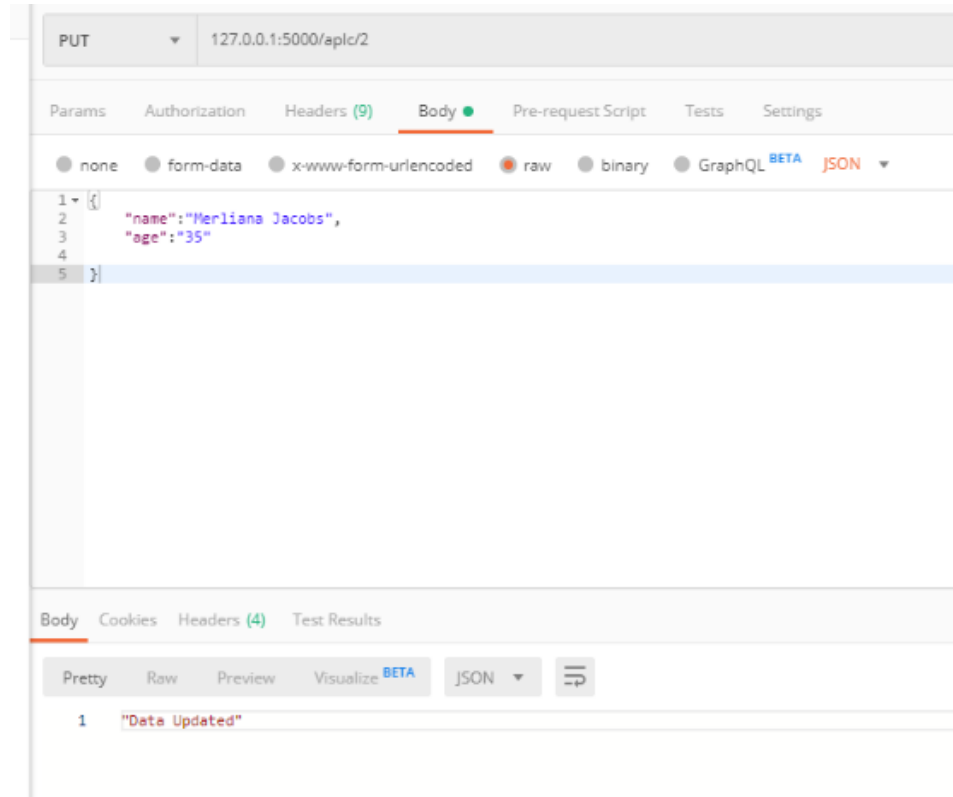 PUT 127.0.0.1:5000/aplc/2
Params Authorization Headers (9) Body Pre-request Script Tests Settings
none form-data x-www-form-urlencoded raw binary GraphQL BETA JSON
1 {
2 "name":"Merliana Jacobs",
3 "age":"35"
4
5 }
Body Cookies Headers (4) Test Results
Pretty Raw Preview Visualize BETA JSON
1 "Data Updated"